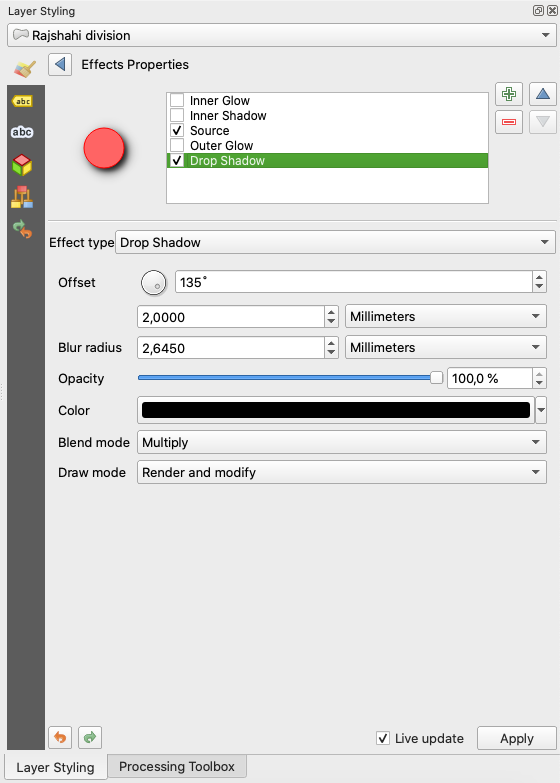 Layer Styling
Rajshahi division
Effects Properties
abc
abc
Inner Glow
Inner Shadow
Source
Outer Glow
Drop Shadow
Effect type Drop Shadow
Offset 135°
2,0000 Millimeters
Blur radius 2,6450 Millimeters
Opacity 100,0 %
Color
Blend mode Multiply
Draw mode Render and modify
Live update Apply
Layer Styling Processing Toolbox